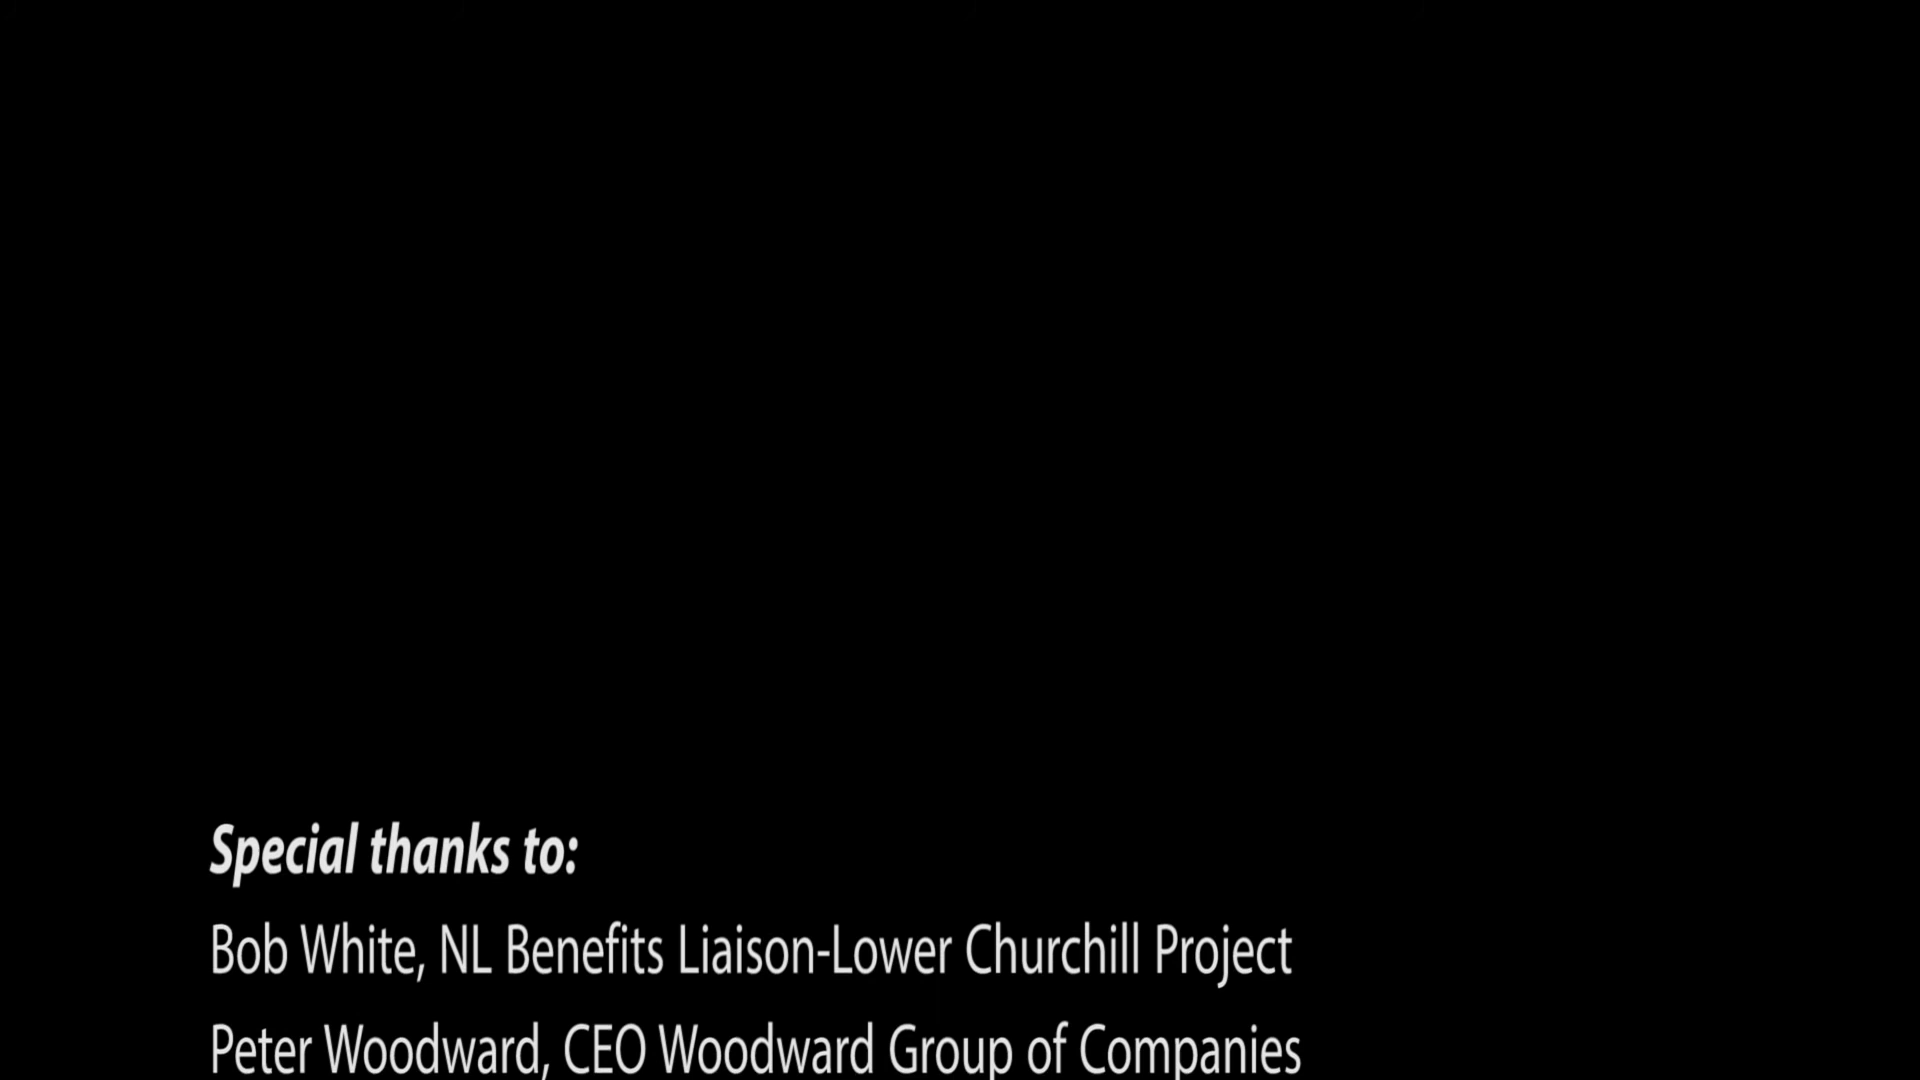 Special thanks to:
Bob White, NL Benefits Liaison-Lower Churchill Project
Peter Woodward, CEO Woodward Group of Companies